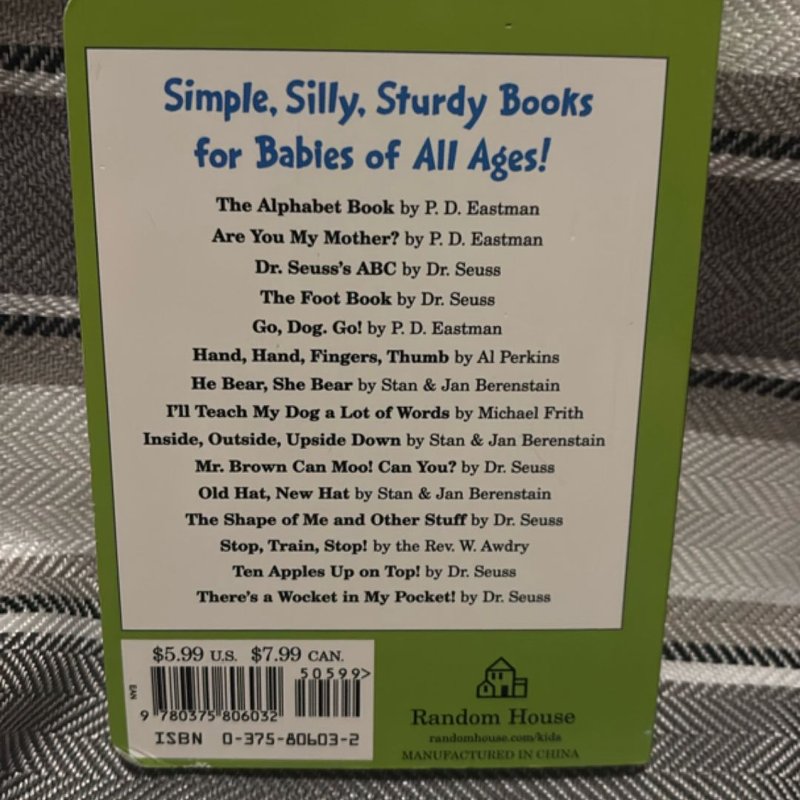 Simple, Silly, Sturdy Books
for Babies of All Ages!
The Alphabet Book by P. D. Eastman
Are You My Mother? by P. D. Eastman
Dr. Seuss's ABC by Dr. Seuss
The Foot Book by Dr. Seuss
Go, Dog. Go! by P. D. Eastman
Hand, Hand, Fingers, Thumb by Al Perkins
He Bear, She Bear by Stan & Jan Berenstain
I'll Teach My Dog a Lot of Words by Michael Frith
Inside, Outside, Upside Down by Stan & Jan Berenstain
Mr. Brown Can Moo! Can You? by Dr. Seuss
Old Hat, New Hat by Stan & Jan Berenstain
The Shape of Me and Other Stuff by Dr. Seuss
Stop, Train, Stop! by the Rev. W. Awdry
Ten Apples Up on Top! by Dr. Seuss
There's a Wocket in My Pocket! by Dr. Seuss
$5.99 U.S. $7.99 CAN.
50599>
EAN
9 780375 806032
ISBN 0-375-80603-2
Random House
randomhouse.com/kids
MANUFACTURED IN CHINA